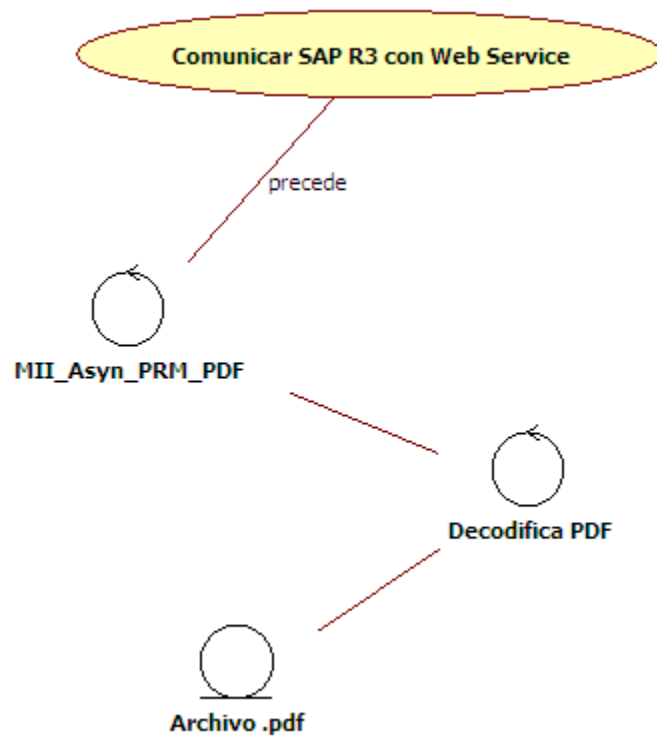 Comunicar SAP R3 con Web Service
precede
MII_Asyn_PRM_PDF
Decodifica PDF
Archivo .pdf